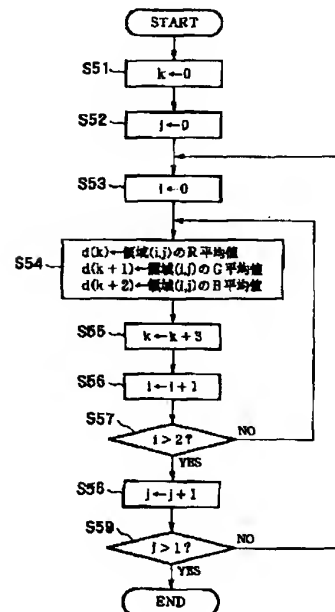 START
S51
k←0
S52
j←0
S53
i←0
S54
d(k)←領域(i,j)のR平均値
d(k+1)←領域(i,j)のG平均値
d(k+2)←領域(i,j)のB平均値
S55
k←k+3
S56
i←i+1
S57
i>2?
NO
YES
S58
j←j+1
S59
j>1?
NO
YES
END